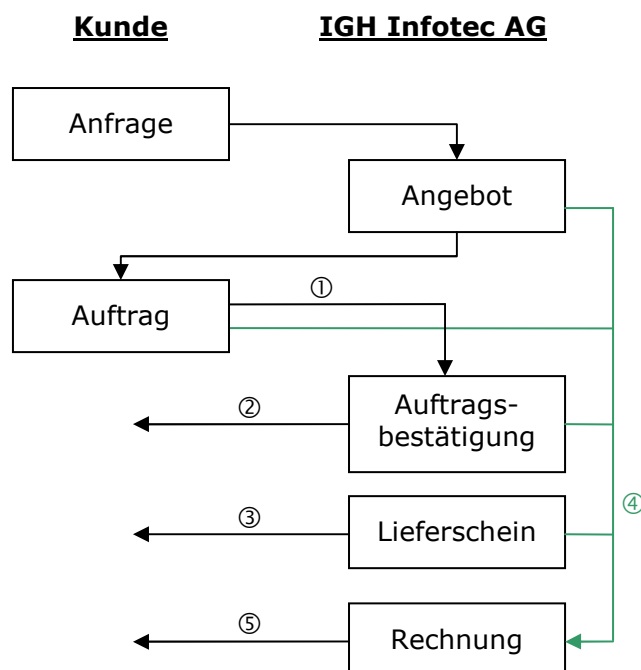 Kunde
IGH Infotec AG
Anfrage
Angebot
①
Auftrag
Auftrags-
bestätigung
②
④
③
Lieferschein
⑤
Rechnung